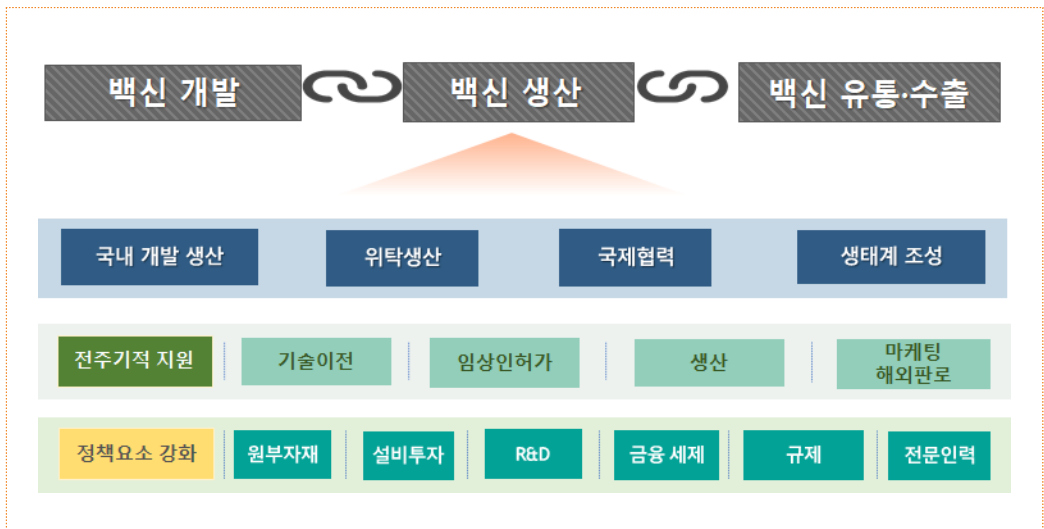 백신 개발
백신 생산
백신 유통·수출
국내 개발 생산
위탁생산
국제협력
생태계 조성
전주기적 지원
기술이전
임상인허가
생산
마케팅
해외판로
정책요소 강화
원부자재
설비투자
R&D
금융 세제
규제
전문인력